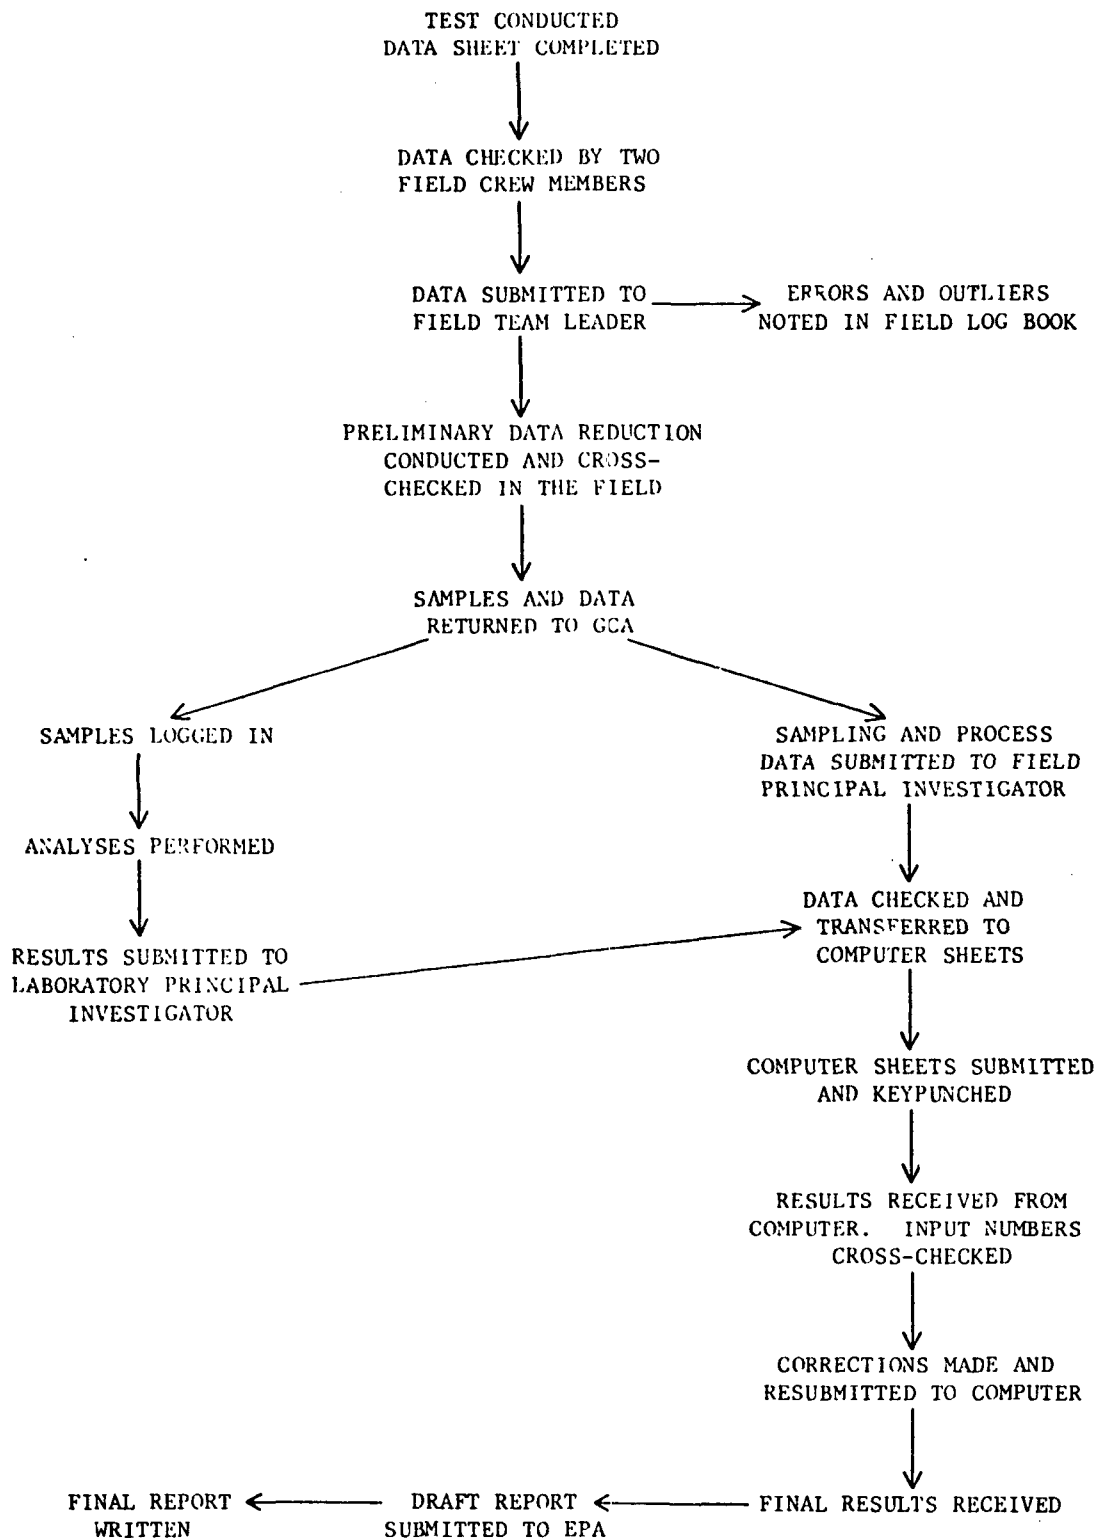 TEST CONDUCTED
DATA SHEET COMPLETED
DATA CHECKED BY TWO
FIELD CREW MEMBERS
DATA SUBMITTED TO
FIELD TEAM LEADER
ERRORS AND OUTLIERS
NOTED IN FIELD LOG BOOK
PRELIMINARY DATA REDUCTION
CONDUCTED AND CROSS-
CHECKED IN THE FIELD
SAMPLES AND DATA
RETURNED TO GCA
SAMPLES LOGGED IN
ANALYSES PERFORMED
RESULTS SUBMITTED TO
LABORATORY PRINCIPAL
INVESTIGATOR
SAMPLING AND PROCESS
DATA SUBMITTED TO FIELD
PRINCIPAL INVESTIGATOR
DATA CHECKED AND
TRANSFERRED TO
COMPUTER SHEETS
COMPUTER SHEETS SUBMITTED
AND KEYPUNCHED
RESULTS RECEIVED FROM
COMPUTER. INPUT NUMBERS
CROSS-CHECKED
CORRECTIONS MADE AND
RESUBMITTED TO COMPUTER
FINAL RESULTS RECEIVED
DRAFT REPORT
SUBMITTED TO EPA
FINAL REPORT
WRITTEN